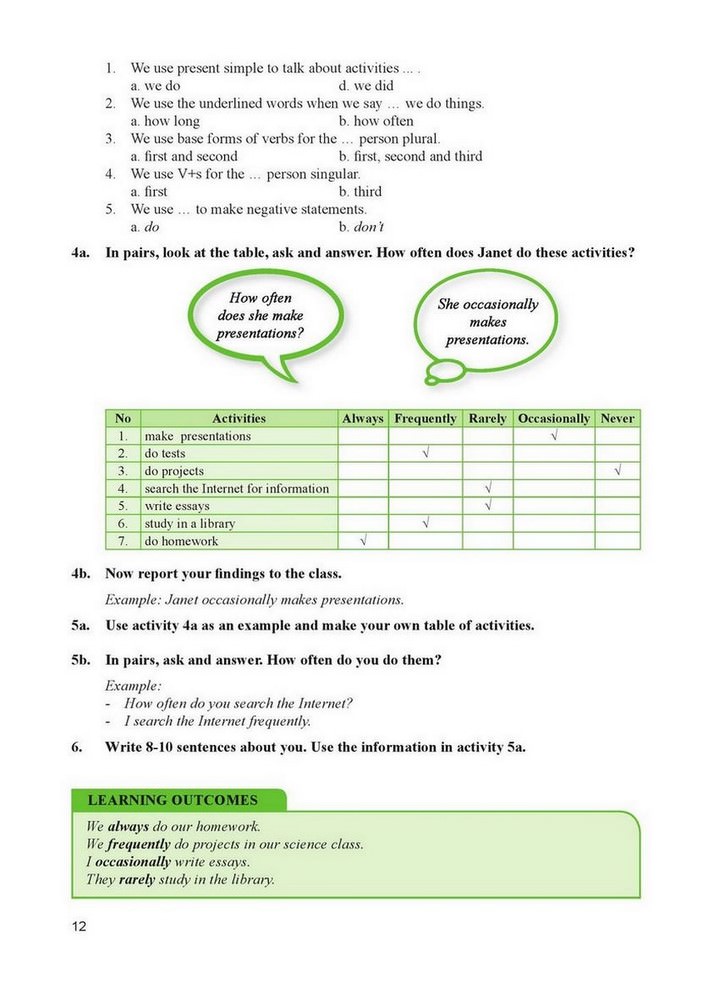 1. We use present simple to talk about activities ... .
a. we do d. we did
2. We use the underlined words when we say … we do things.
a. how long b. how often
3. We use base forms of verbs for the … person plural.
a. first and second b. first, second and third
4. We use V+s for the … person singular.
a. first b. third
5. We use … to make negative statements.
a. do b. don't
4a. In pairs, look at the table, ask and answer. How often does Janet do these activities?
How often
does she make
presentations?
She occasionally
makes
presentations.
No Activities Always Frequently Rarely Occasionally Never
1. make presentations √
2. do tests √
3. do projects √
4. search the Internet for information √
5. write essays √
6. study in a library √
7. do homework √
4b. Now report your findings to the class.
Example: Janet occasionally makes presentations.
5a. Use activity 4a as an example and make your own table of activities.
5b. In pairs, ask and answer. How often do you do them?
Example:
- How often do you search the Internet?
- I search the Internet frequently.
6. Write 8-10 sentences about you. Use the information in activity 5a.
LEARNING OUTCOMES
We always do our homework.
We frequently do projects in our science class.
I occasionally write essays.
They rarely study in the library.
12